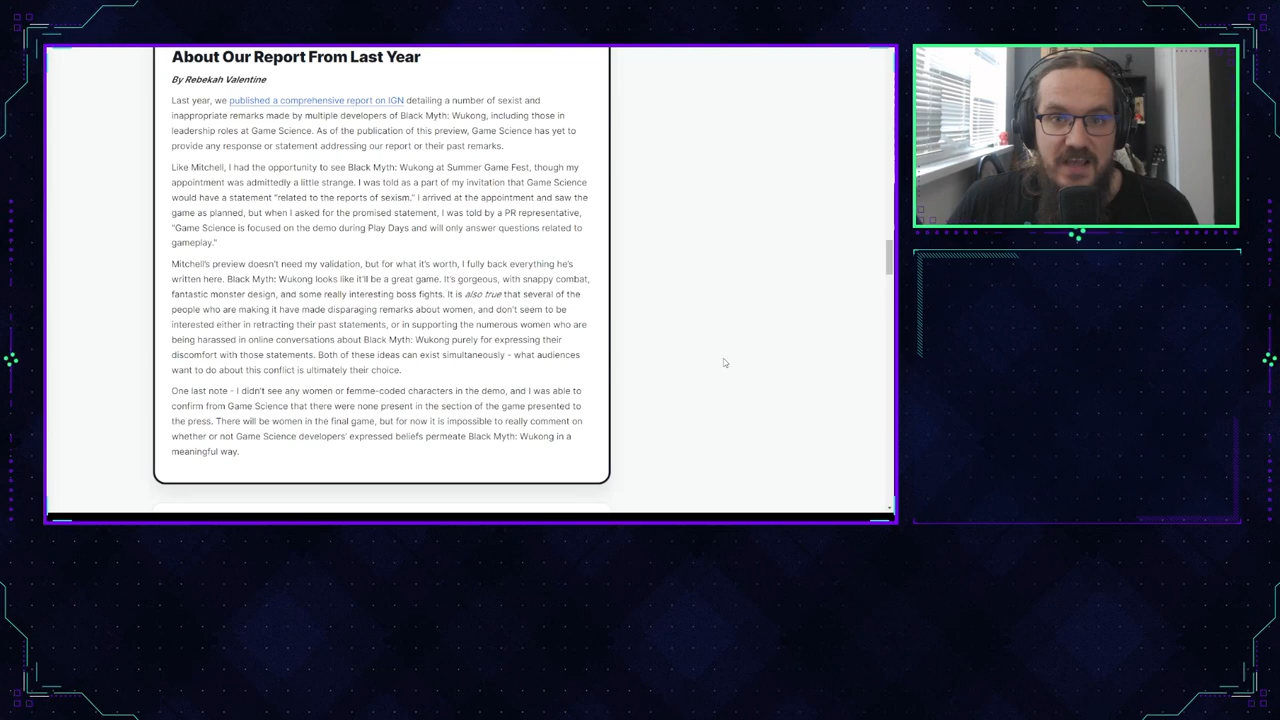 About Our Report From Last Year
By Rebekah Valentine
Last year, we published a comprehensive report on IGN detailing a number of sexist and
by multiple developers of Black Myth: Wukong, including those in
leadership roles at Game Science. As of the publication of this preview, Game Science has yet to
provide any response or statement addressing our report or their past remarks.
Like Mitchell, I had the opportunity to see Black Myth: Wukong at Summer Game Fest, though my
appointment was admittedly a little strange. I was told as a part of my invitation that Game Science
would have a statement "related to the reports of sexism." I arrived at the appointment and saw the
game as planned, but when I asked for the promised statement, I was told by a PR representative,
"Game Science is focused on the demo during Play Days and will only answer questions related to
gameplay."
Mitchell's preview doesn't need my validation, but for what it's worth, I fully back everything he's
written here. Black Myth: Wukong looks like it'll be a great game. It's gorgeous, with snappy combat,
fantastic monster design, and some really interesting boss fights. It is also true that several of the
people who are making it have made disparaging remarks about women, and don't seem to be
interested either in retracting their past statements, or in supporting the numerous women who are
being harassed in online conversations about Black Myth: Wukong purely for expressing their
discomfort with those statements. Both of these ideas can exist simultaneously - what audiences
want to do about this conflict is ultimately their choice.
One last note - I didn't see any women or femme-coded characters in the demo, and I was able to
confirm from Game Science that there were none present in the section of the game presented to
the press. There will be women in the final game, but for now it is impossible to really comment on
whether or not Game Science developers' expressed beliefs permeate Black Myth: Wukong in a
meaningful way.